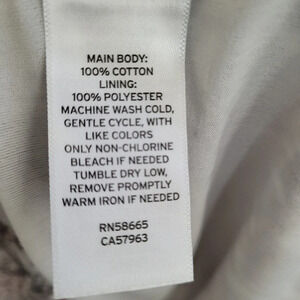 MAIN BODY:
100% COTTON
LINING:
100% POLYESTER
MACHINE WASH COLD,
GENTLE CYCLE, WITH
LIKE COLORS
ONLY NON-CHLORINE
BLEACH IF NEEDED
TUMBLE DRY LOW,
REMOVE PROMPTLY
WARM IRON IF NEEDED
RN58665
CA57963